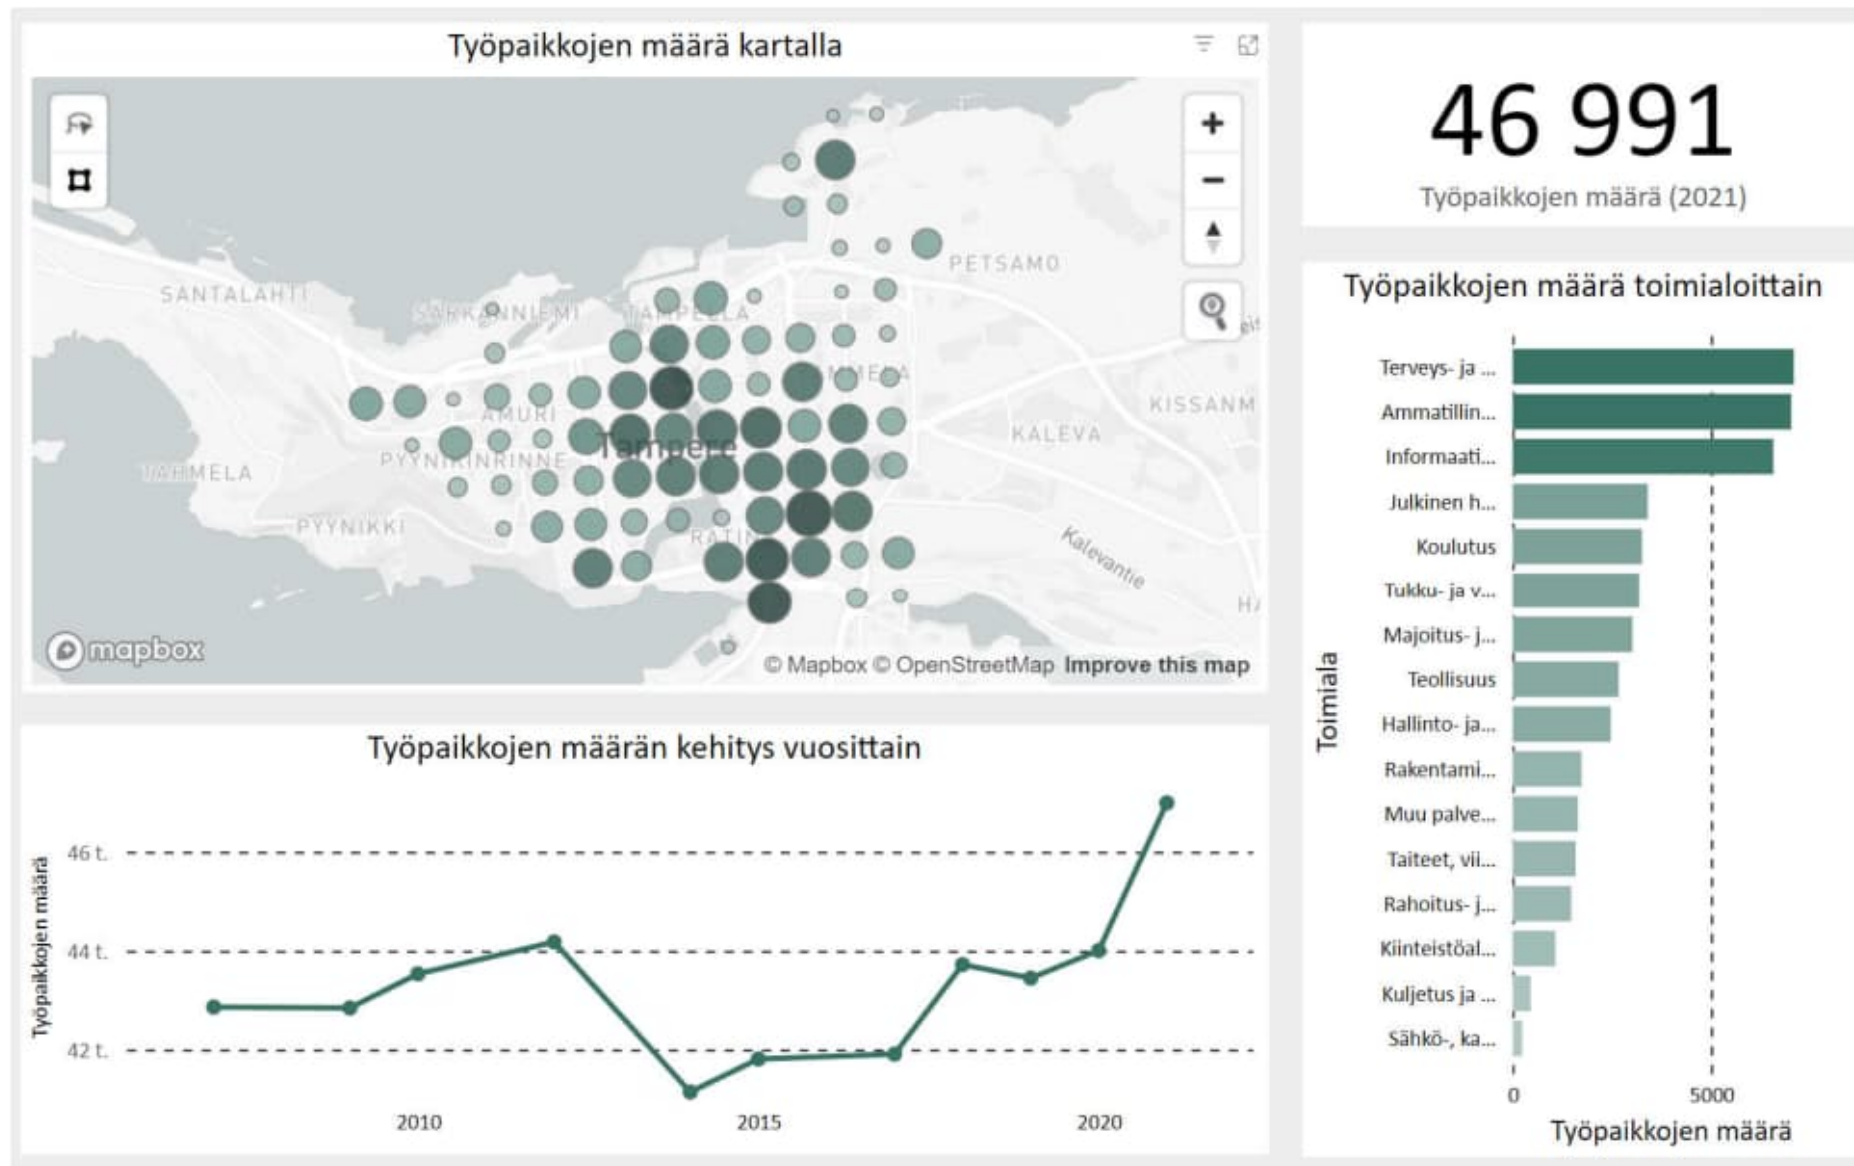 Työpaikkojen määrä kartalla
PETSAMO
SANTALAHTI
SÄRKÄNNIEMI
TAMPELLA
AMURI
KISSANM
KALEVA
Tampere
PYYNIKINRINNE
TAHMELA
PYYNIKKI
RATIN
Kalevantie
mapbox
© Mapbox © OpenStreetMap Improve this map
46 991
Työpaikkojen määrä (2021)
Työpaikkojen määrä toimialoittain
Toimiala
Terveys- ja ...
Ammatillin...
Informaati...
Julkinen h...
Koulutus
Tukku- ja v...
Majoitus- j...
Teollisuus
Hallinto- ja...
Rakentami...
Muu palve...
Taiteet, vii...
Rahoitus- j...
Kiinteistöal...
Kuljetus ja ...
Sähkö-, ka...
0 5000
Työpaikkojen määrä
Työpaikkojen määrän kehitys vuosittain
Työpaikkojen määrä
46 t.
44 t.
42 t.
2010 2015 2020